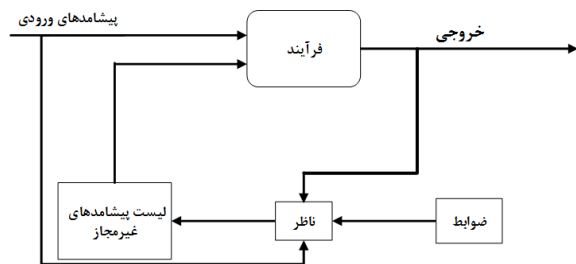 پیشامدهای ورودی
فرآیند
خروجی
لیست پیشامدهای
غیرمجاز
ناظر
ضوابط